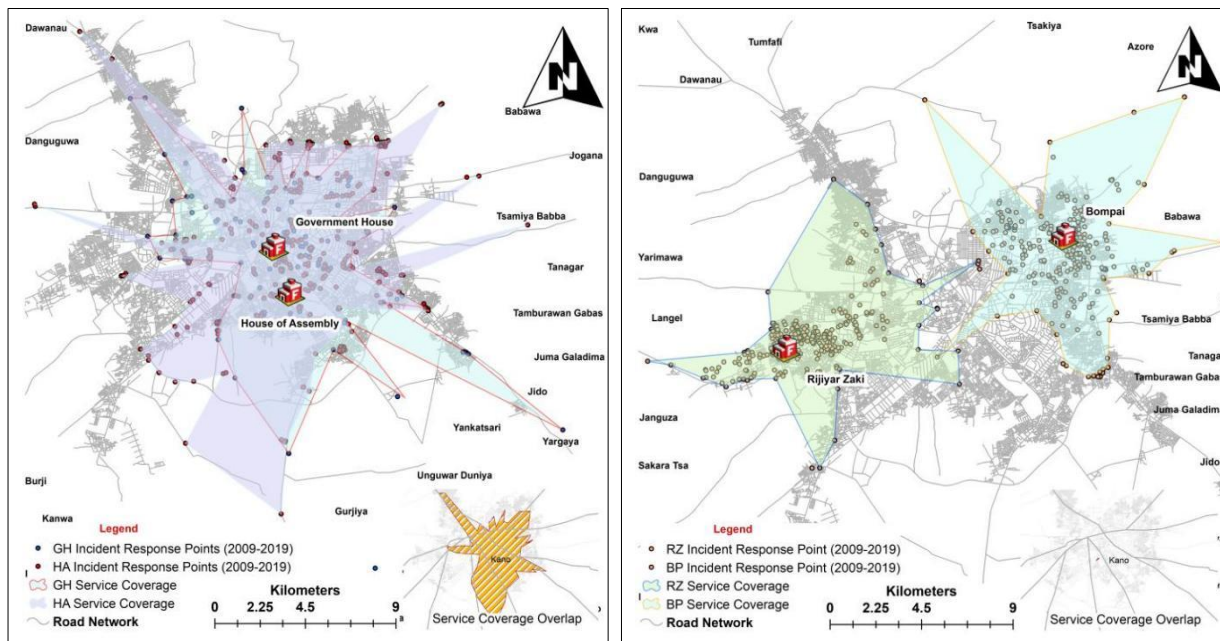 Dawanau
N
Babawa
Danguguwa
Jogana
Government House
Tsamiya Babba
Tanagar
House of Assembly
Tamburawan Gabas
Juma Galadima
Jido
Yankatsari
Yargaya
Burji
Unguwar Duniya
Kanwa
Gurjiya
Legend
GH Incident Response Points (2009-2019)
HA Incident Response Points (2009-2019)
GH Service Coverage
HA Service Coverage
Road Network
Kilometers
0 2.25 4.5 9
Kano
Service Coverage Overlap
Kwa
Tumfafi
Tsakiya
Azore
Dawanau
N
Danguguwa
Bompai
Babawa
Yarimawa
Langel
Tsamiya Babba
Tanaga
Rijiyar Zaki
Tamburawan Gaba
Janguza
Juma Galadim
Sakara Tsa
Jido
Legend
RZ Incident Response Point (2009-2019)
BP Incident Response Point (2009-2019)
RZ Service Coverage
BP Service Coverage
Road Network
Kilometers
0 2.25 4.5 9
Kano
Service Coverage Overlap